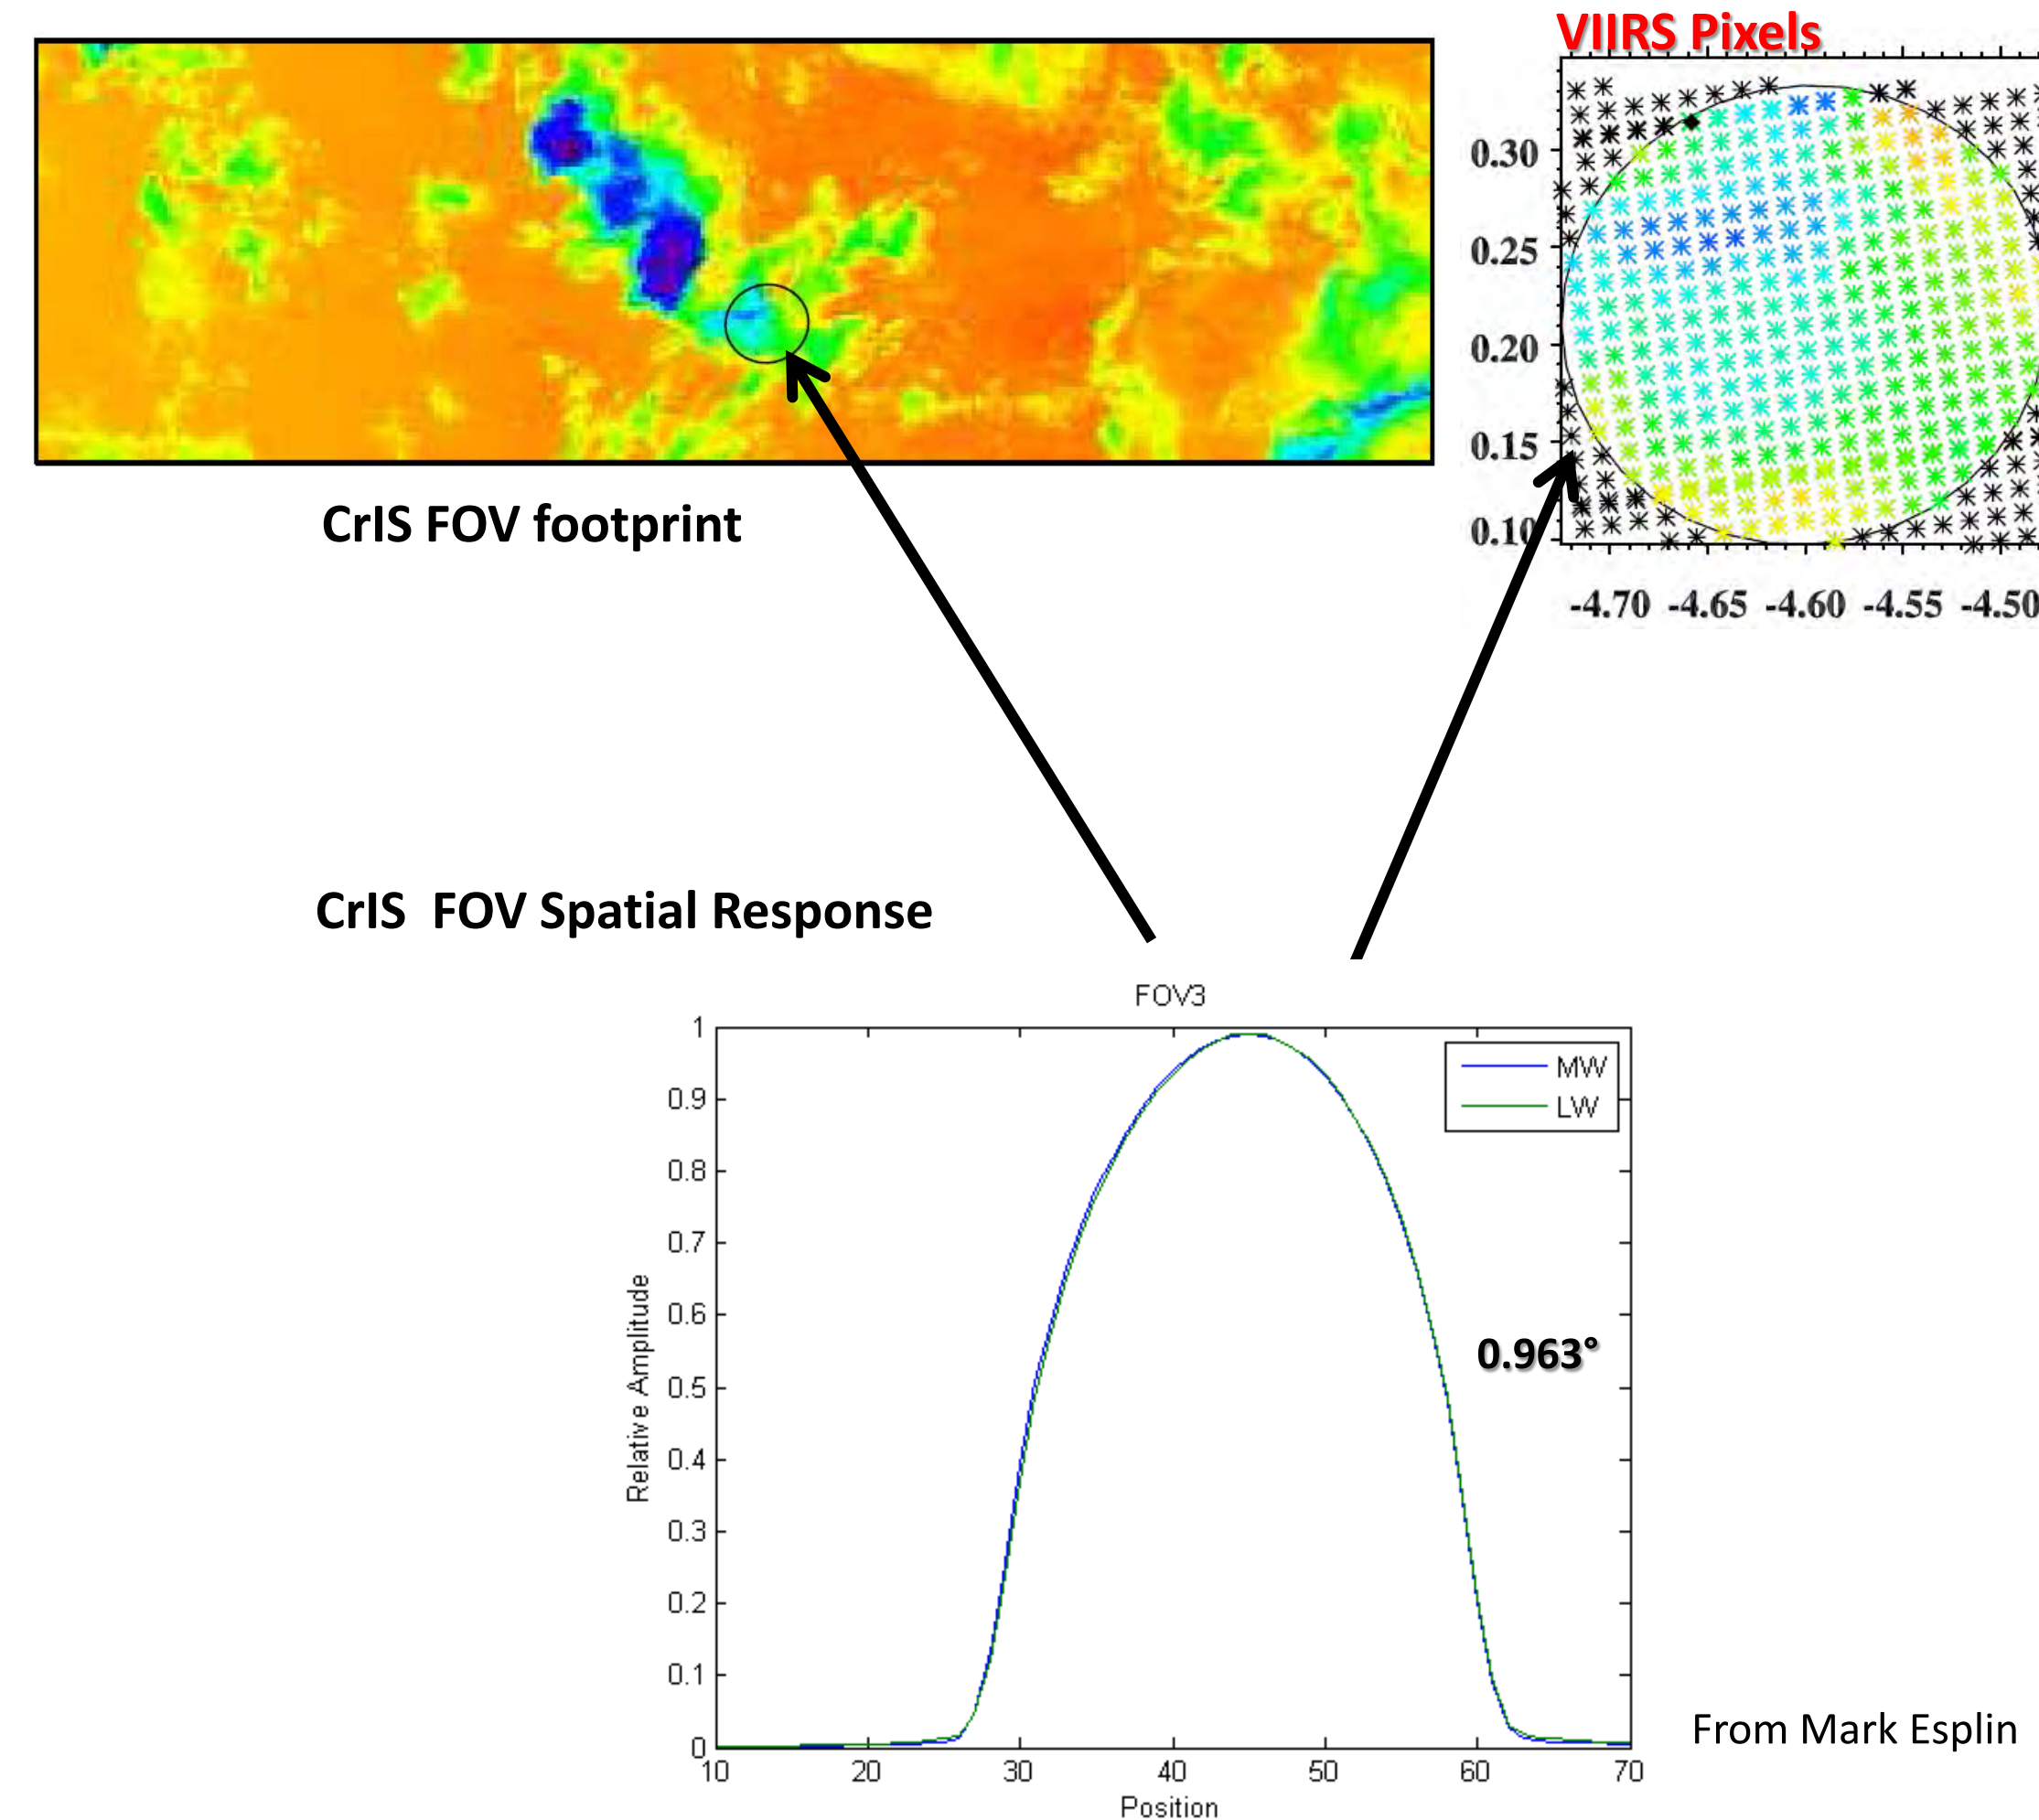 VIIRS Pixels
0.30
0.25
0.20
0.15
0.10
-4.70 -4.65 -4.60 -4.55 -4.50
CrIS FOV footprint
CrIS FOV Spatial Response
FOV3
1
0.9
0.8
0.7
0.6
0.5
0.4
0.3
0.2
0.1
0
MW
LW
Relative Amplitude
0.963°
10 20 30 40 50 60 70
Position
From Mark Esplin